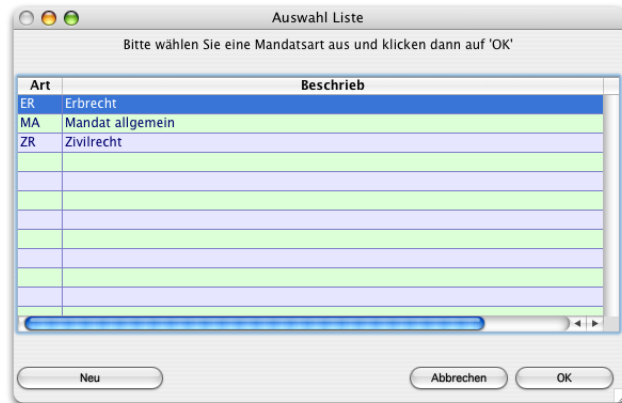 Auswahl Liste
Bitte wählen Sie eine Mandatsart aus und klicken dann auf 'OK'
Art Beschrieb
ER Erbrecht
MA Mandat allgemein
ZR Zivilrecht
Neu Abbrechen OK